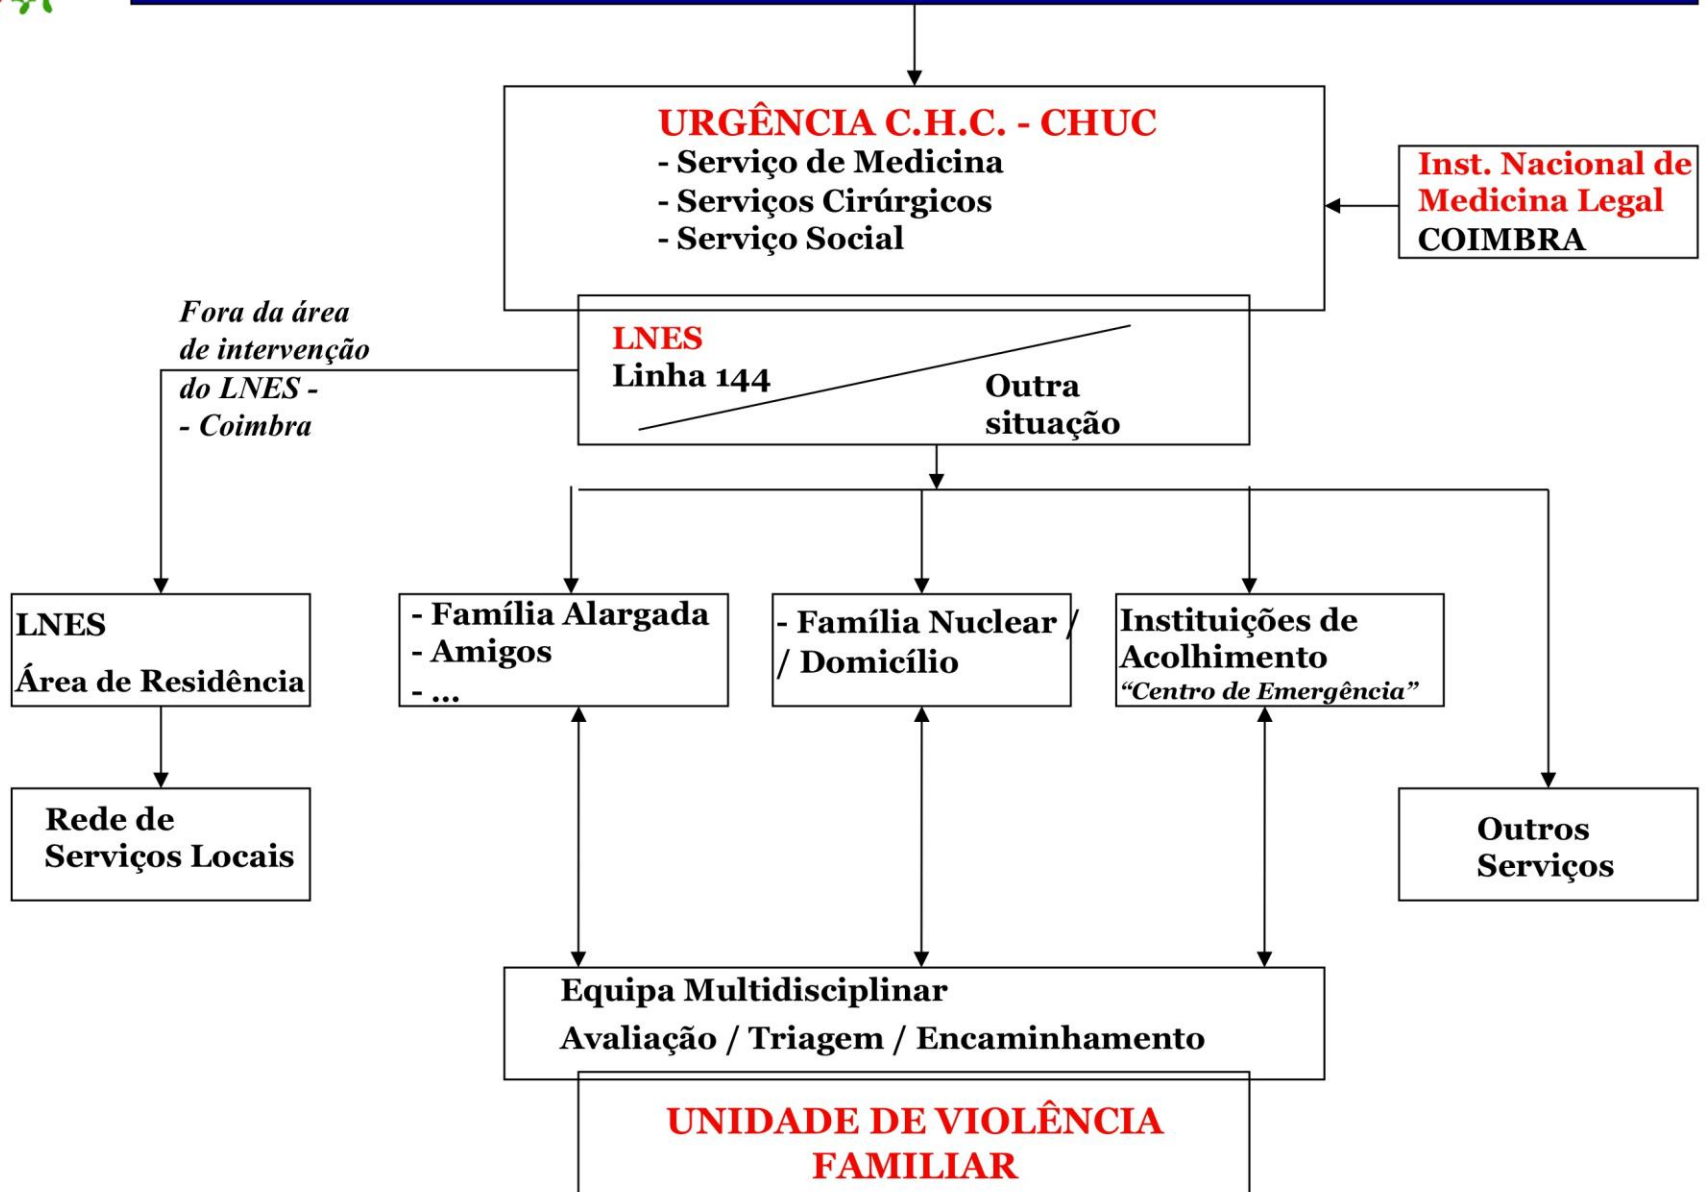 URGÊNCIA C.H.C. - CHUC
- Serviço de Medicina
- Serviços Cirúrgicos
- Serviço Social
Inst. Nacional de
Medicina Legal
COIMBRA
Fora da área
de intervenção
do LNES -
- Coimbra
LNES
Linha 144
Outra
situação
LNES
Área de Residência
- Família Alargada
- Amigos
- ...
- Família Nuclear /
/ Domicílio
Instituições de
Acolhimento
“Centro de Emergência”
Rede de
Serviços Locais
Outros
Serviços
Equipa Multidisciplinar
Avaliação / Triagem / Encaminhamento
UNIDADE DE VIOLÊNCIA
FAMILIAR